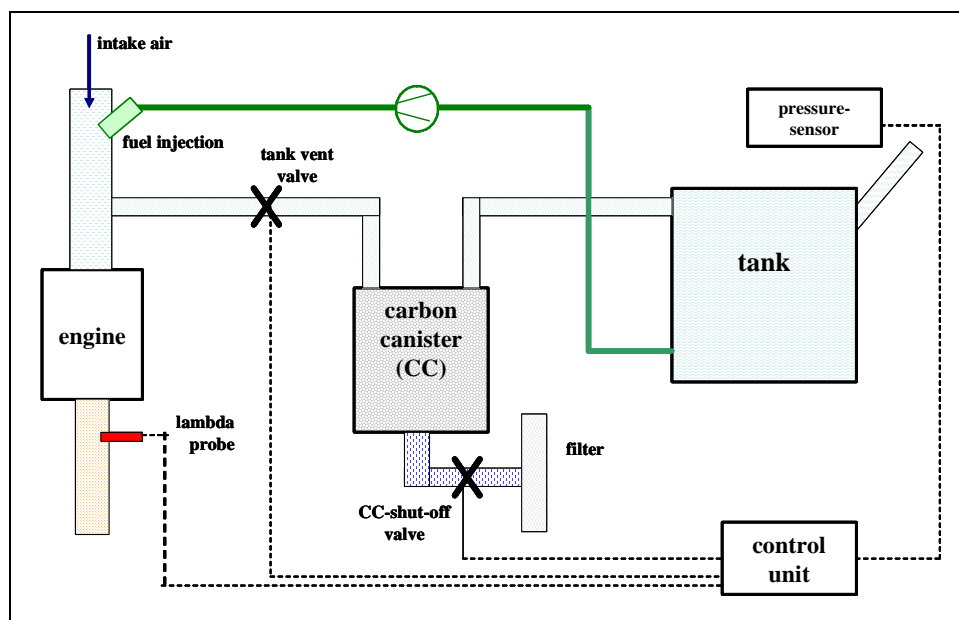 intake air
fuel injection
tank vent
valve
pressure-
sensor
tank
carbon
canister
(CC)
engine
lambda
probe
filter
CC-shut-off
valve
control
unit